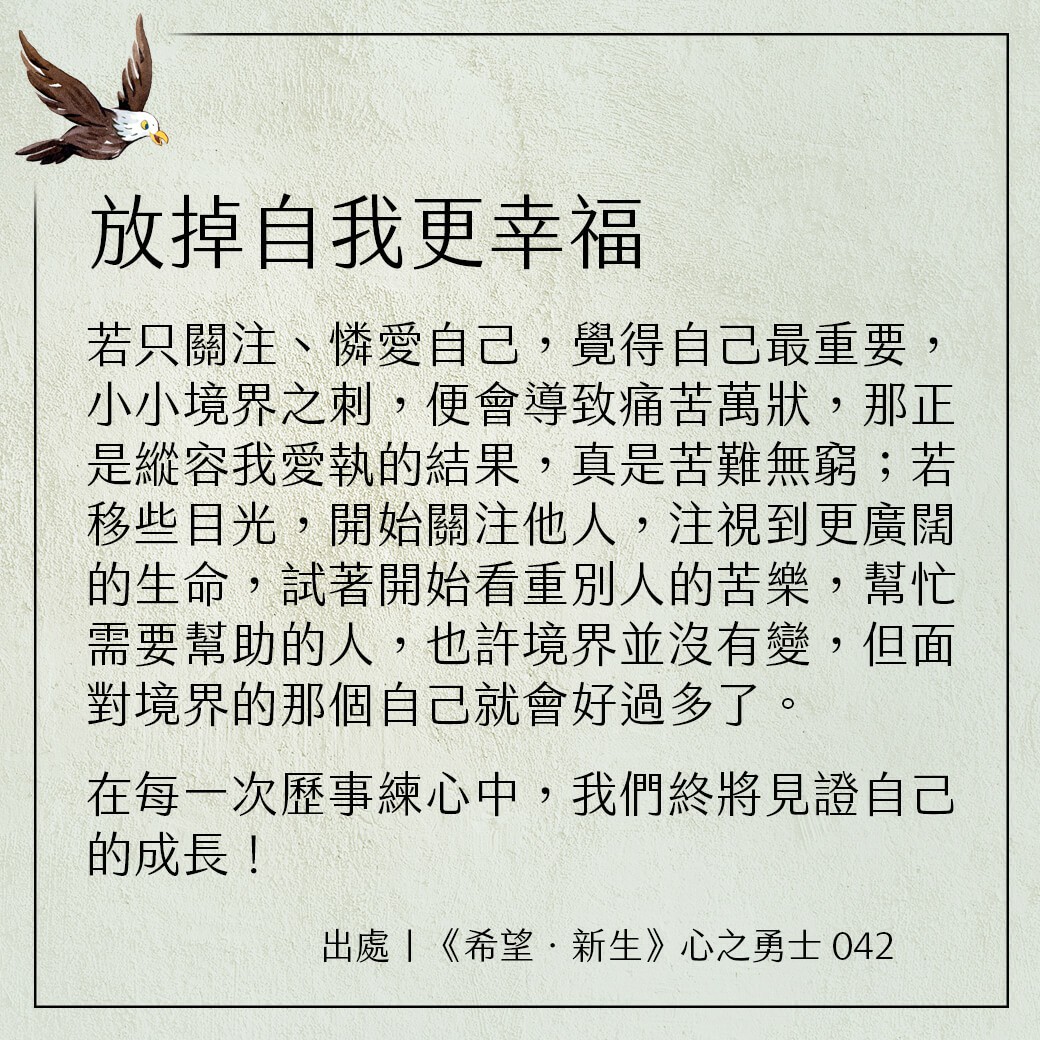 放掉自我更幸福
若只關注、憐愛自己，覺得自己最重要，
小小境界之刺，便會導致痛苦萬狀，那正
是縱容我愛執的結果，真是苦難無窮；若
移些目光，開始關注他人，注視到更廣闊
的生命，試著開始看重別人的苦樂，幫忙
需要幫助的人，也許境界並沒有變，但面
對境界的那個自己就會好過多了。
在每一次歷事練心中，我們終將見證自己
的成長！
出處｜《希望．新生》心之勇士 042